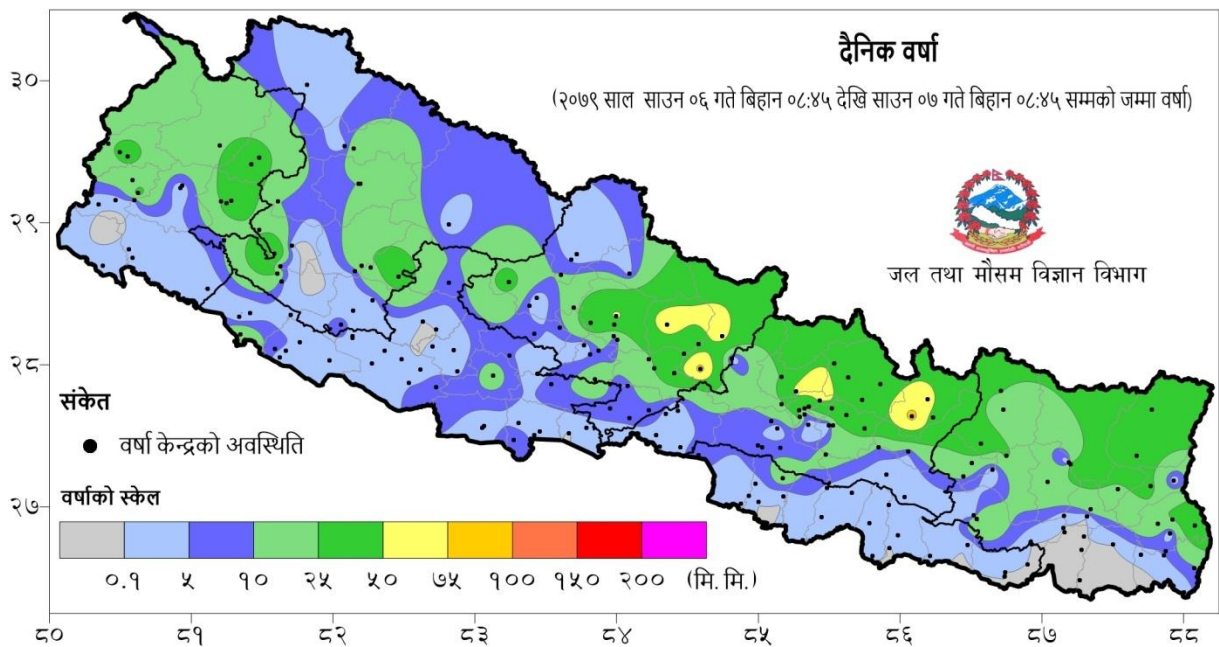 दैनिक वर्षा
(२०७९ साल साउन ०६ गते बिहान ०८:४५ देखि साउन ०७ गते बिहान ०८:४५ सम्मको जम्मा वर्षा)
जल तथा मौसम विज्ञान विभाग
३०
२९
२८
२७
संकेत
वर्षा केन्द्रको अवस्थिति
वर्षाको स्केल
०.१ ५ १० २५ ५० ७५ १०० १५० २०० (मि. मि.)
८० ८१ ८२ ८३ ८४ ८५ ८६ ८७ ८८